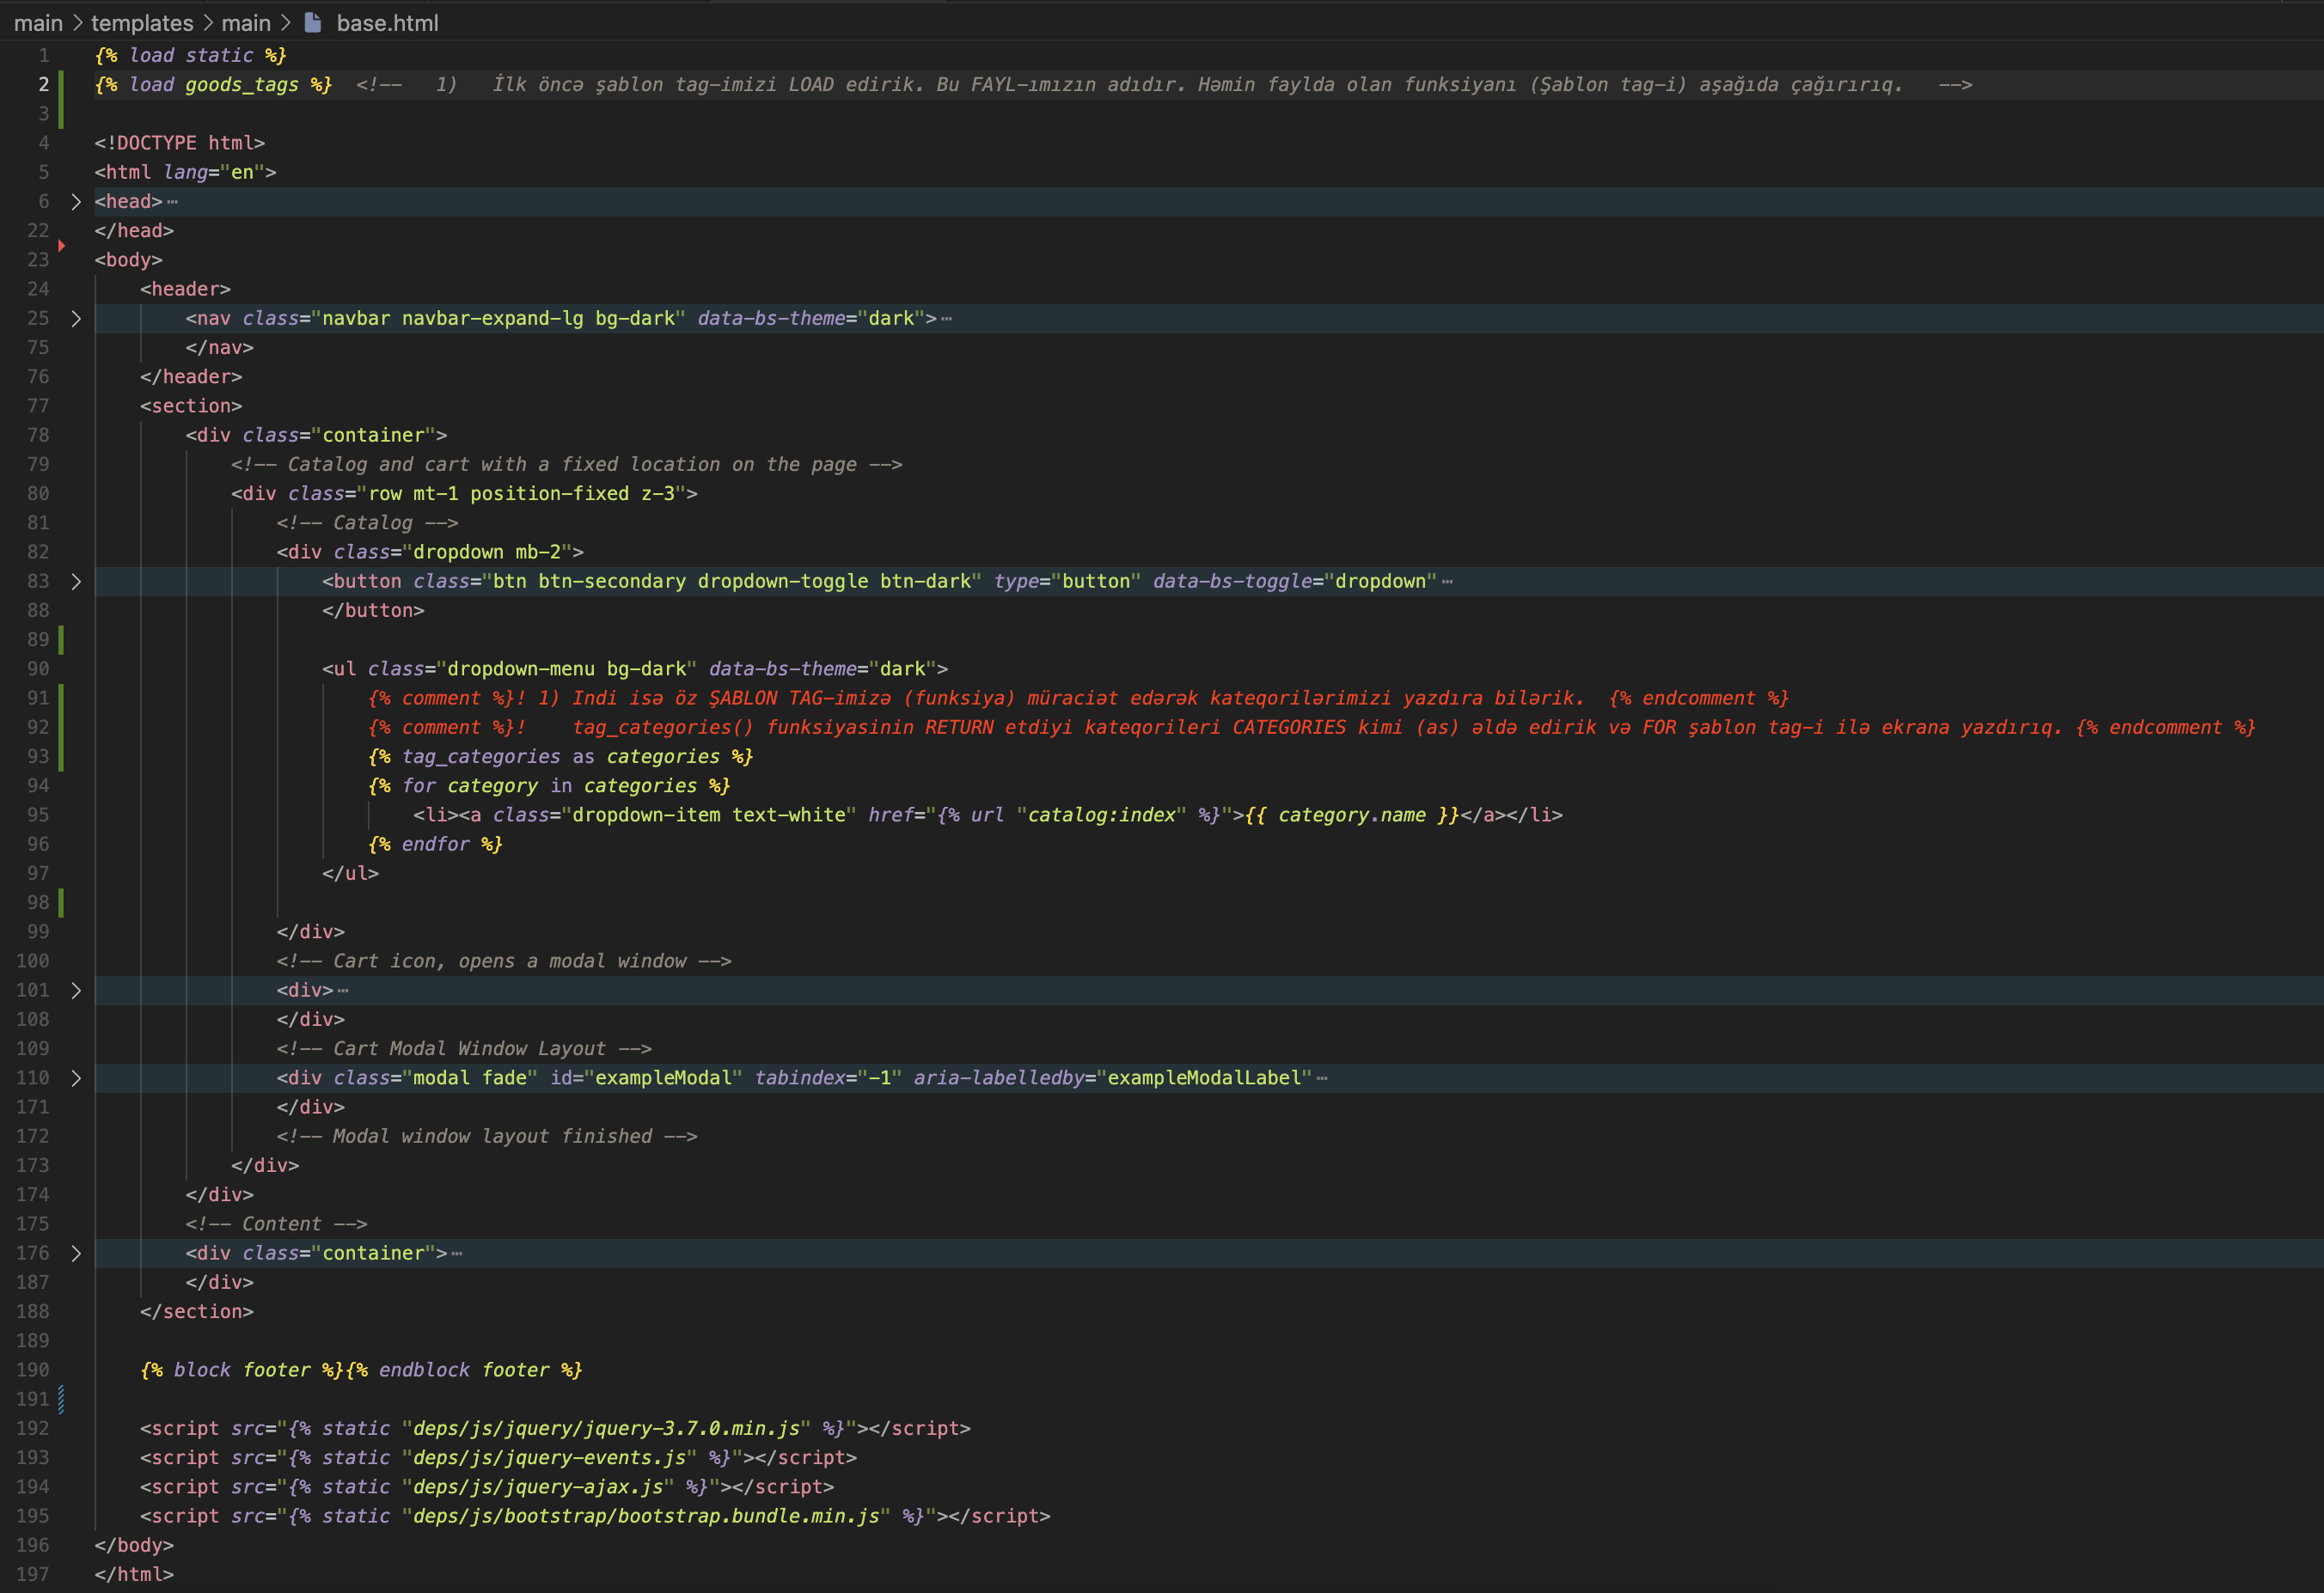 main > templates > main > base.html
1 {% load static %}
2 {% load goods_tags %}  <!--   1)   İlk öncə şablon tag-imizi LOAD edirik. Bu FAYL-ımızın adıdır. Həmin faylda olan funksiyanı (Şablon tag-i) aşağıda çağırırıq.   -->
3
4 <!DOCTYPE html>
5 <html lang="en">
6 <head>…
22 </head>
23 <body>
24     <header>
25         <nav class="navbar navbar-expand-lg bg-dark" data-bs-theme="dark">…
75         </nav>
76     </header>
77     <section>
78         <div class="container">
79             <!-- Catalog and cart with a fixed location on the page -->
80             <div class="row mt-1 position-fixed z-3">
81                 <!-- Catalog -->
82                 <div class="dropdown mb-2">
83                     <button class="btn btn-secondary dropdown-toggle btn-dark" type="button" data-bs-toggle="dropdown"…
88                     </button>
89
90                     <ul class="dropdown-menu bg-dark" data-bs-theme="dark">
91                         {% comment %}! 1) Indi isə öz ŞABLON TAG-imizə (funksiya) müraciət edərək kateqorilərimizi yazdıra bilərik.  {% endcomment %}
92                         {% comment %}!    tag_categories() funksiyasinin RETURN etdiyi kateqorileri CATEGORIES kimi (as) əldə edirik və FOR şablon tag-i ilə ekrana yazdırıq. {% endcomment %}
93                         {% tag_categories as categories %}
94                         {% for category in categories %}
95                             <li><a class="dropdown-item text-white" href="{% url "catalog:index" %}">{{ category.name }}</a></li>
96                         {% endfor %}
97                     </ul>
98
99                 </div>
100                 <!-- Cart icon, opens a modal window -->
101                 <div>…
108                 </div>
109                 <!-- Cart Modal Window Layout -->
110                 <div class="modal fade" id="exampleModal" tabindex="-1" aria-labelledby="exampleModalLabel"…
171                 </div>
172                 <!-- Modal window layout finished -->
173             </div>
174         </div>
175         <!-- Content -->
176         <div class="container">…
187         </div>
188     </section>
189
190     {% block footer %}{% endblock footer %}
191
192     <script src="{% static "deps/js/jquery/jquery-3.7.0.min.js" %}"></script>
193     <script src="{% static "deps/js/jquery-events.js" %}"></script>
194     <script src="{% static "deps/js/jquery-ajax.js" %}"></script>
195     <script src="{% static "deps/js/bootstrap/bootstrap.bundle.min.js" %}"></script>
196 </body>
197 </html>